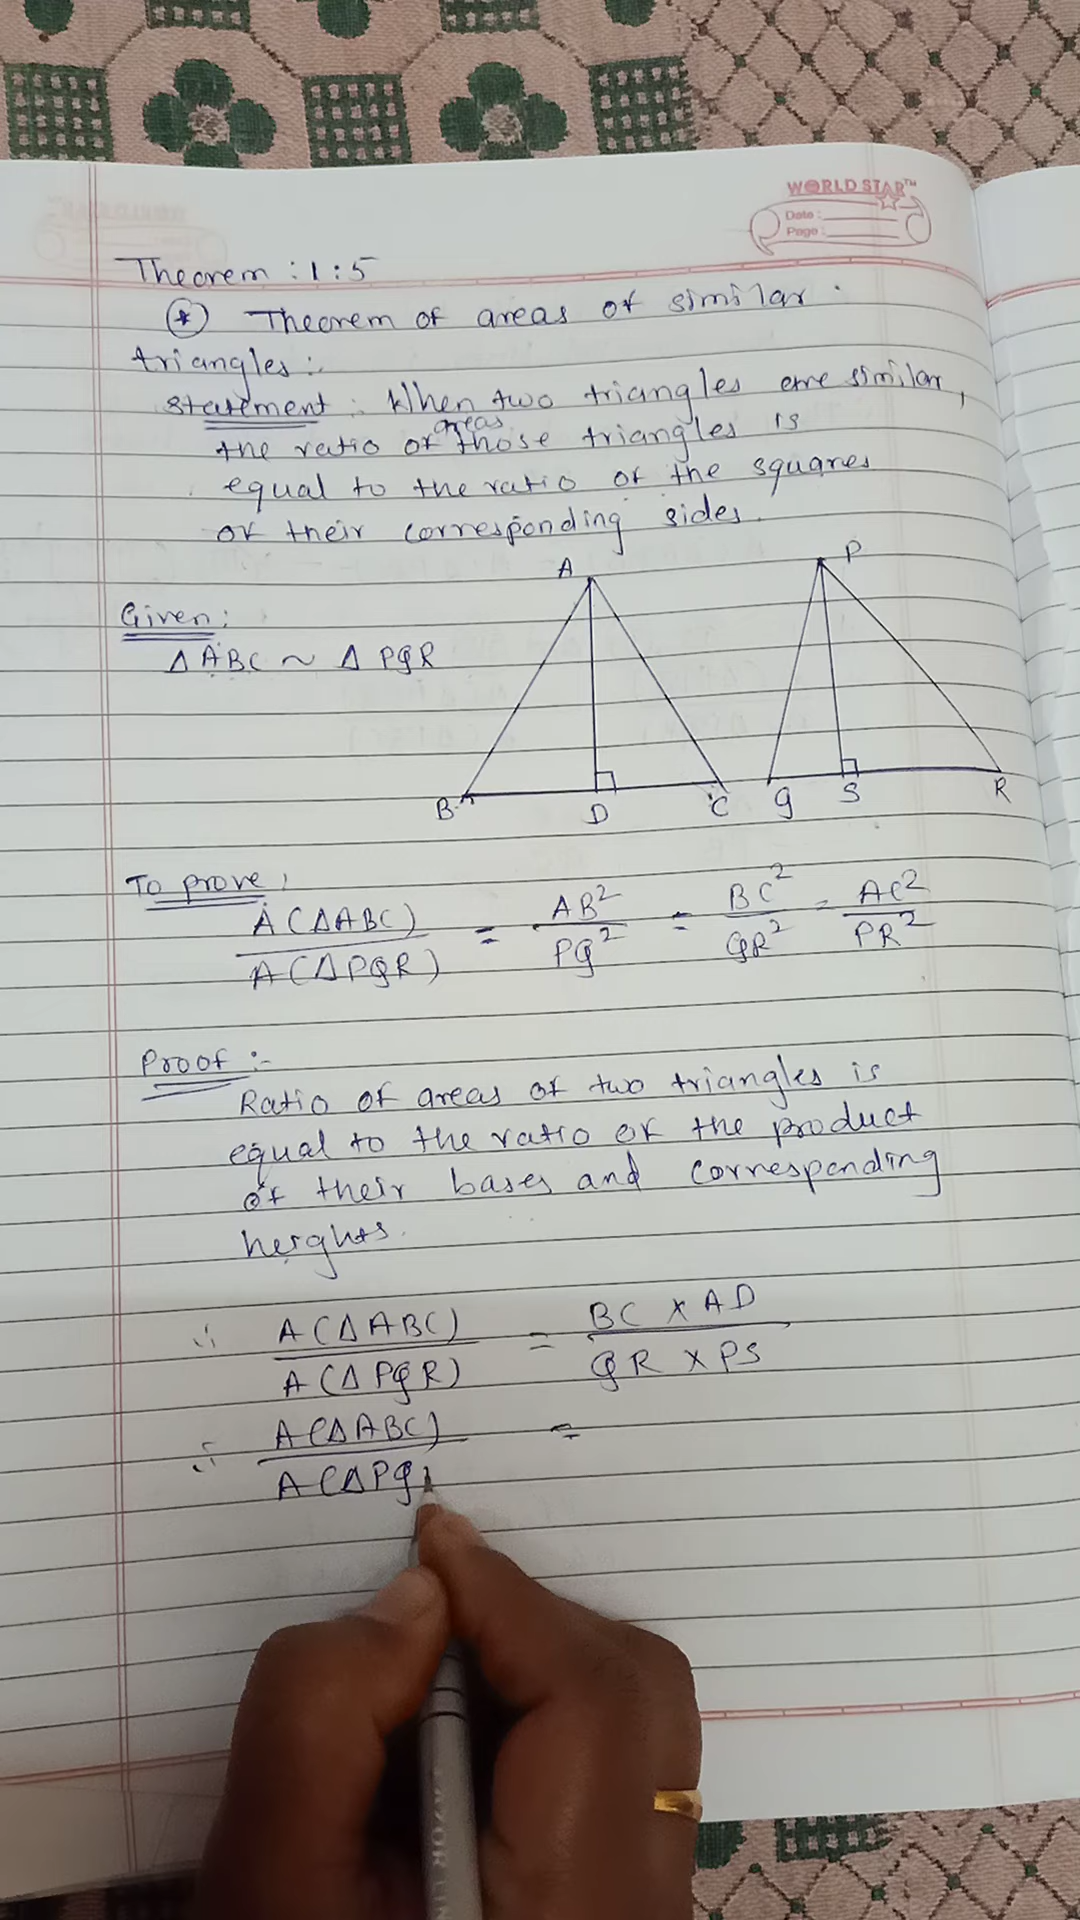 WORLD STAR™
Date :
Page :
Theorem : 1 : 5
* Theorem of areas of similar
triangles :
Statement : When two triangles are similar,
areas
the ratio of those triangles is
equal to the ratio of the squares
of their corresponding sides.
A P
Given :
Δ ABC ~ Δ PQR
B D C Q S R
To prove :
A(ΔABC) / A(ΔPQR) = AB² / PQ² = BC² / QR² = AC² / PR²
Proof :-
Ratio of areas of two triangles is
equal to the ratio of the product
of their bases and corresponding
heights.
∴ A(ΔABC) / A(ΔPQR) = BC × AD / QR × PS
∴ A(ΔABC) / A(ΔPQ =